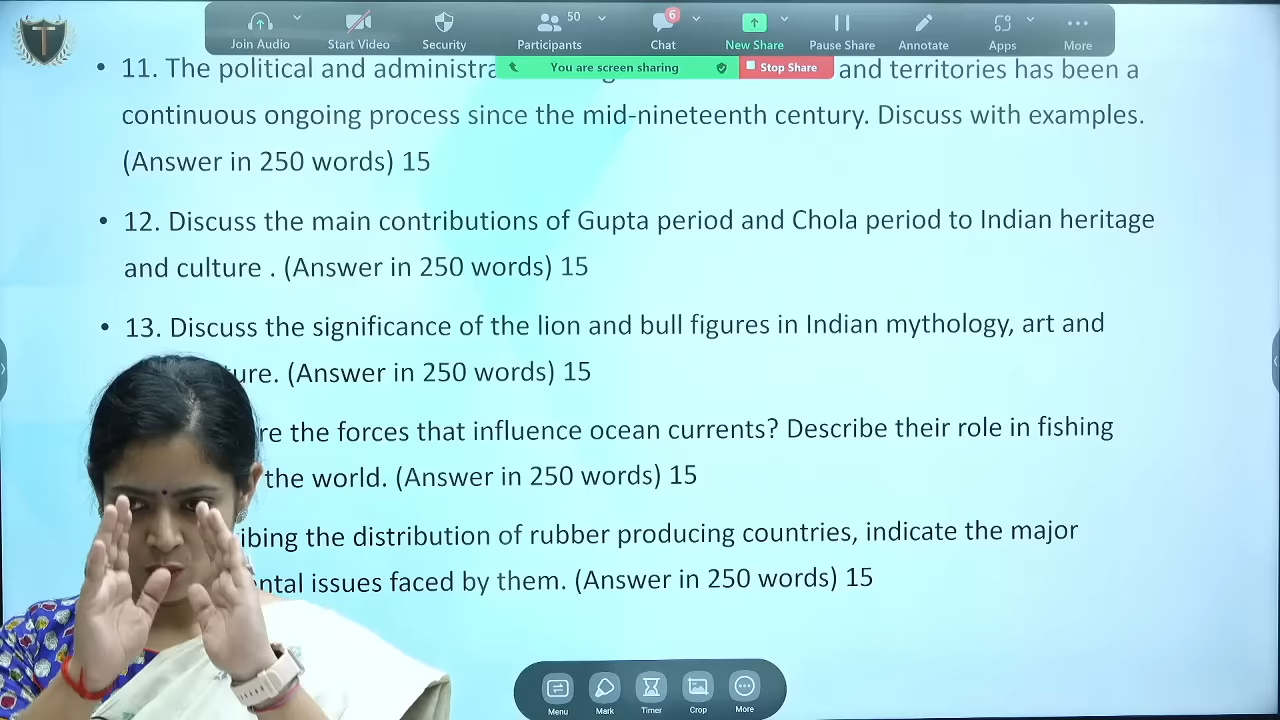 T
50
6
Join Audio
Start Video
Security
Participants
Chat
New Share
Pause Share
Annotate
Apps
More
You are screen sharing
Stop Share
• 11. The political and administra and territories has been a
continuous ongoing process since the mid-nineteenth century. Discuss with examples.
(Answer in 250 words) 15
• 12. Discuss the main contributions of Gupta period and Chola period to Indian heritage
and culture . (Answer in 250 words) 15
• 13. Discuss the significance of the lion and bull figures in Indian mythology, art and
ure. (Answer in 250 words) 15
re the forces that influence ocean currents? Describe their role in fishing
the world. (Answer in 250 words) 15
ibing the distribution of rubber producing countries, indicate the major
ntal issues faced by them. (Answer in 250 words) 15
Menu
Mark
Timer
Crop
More